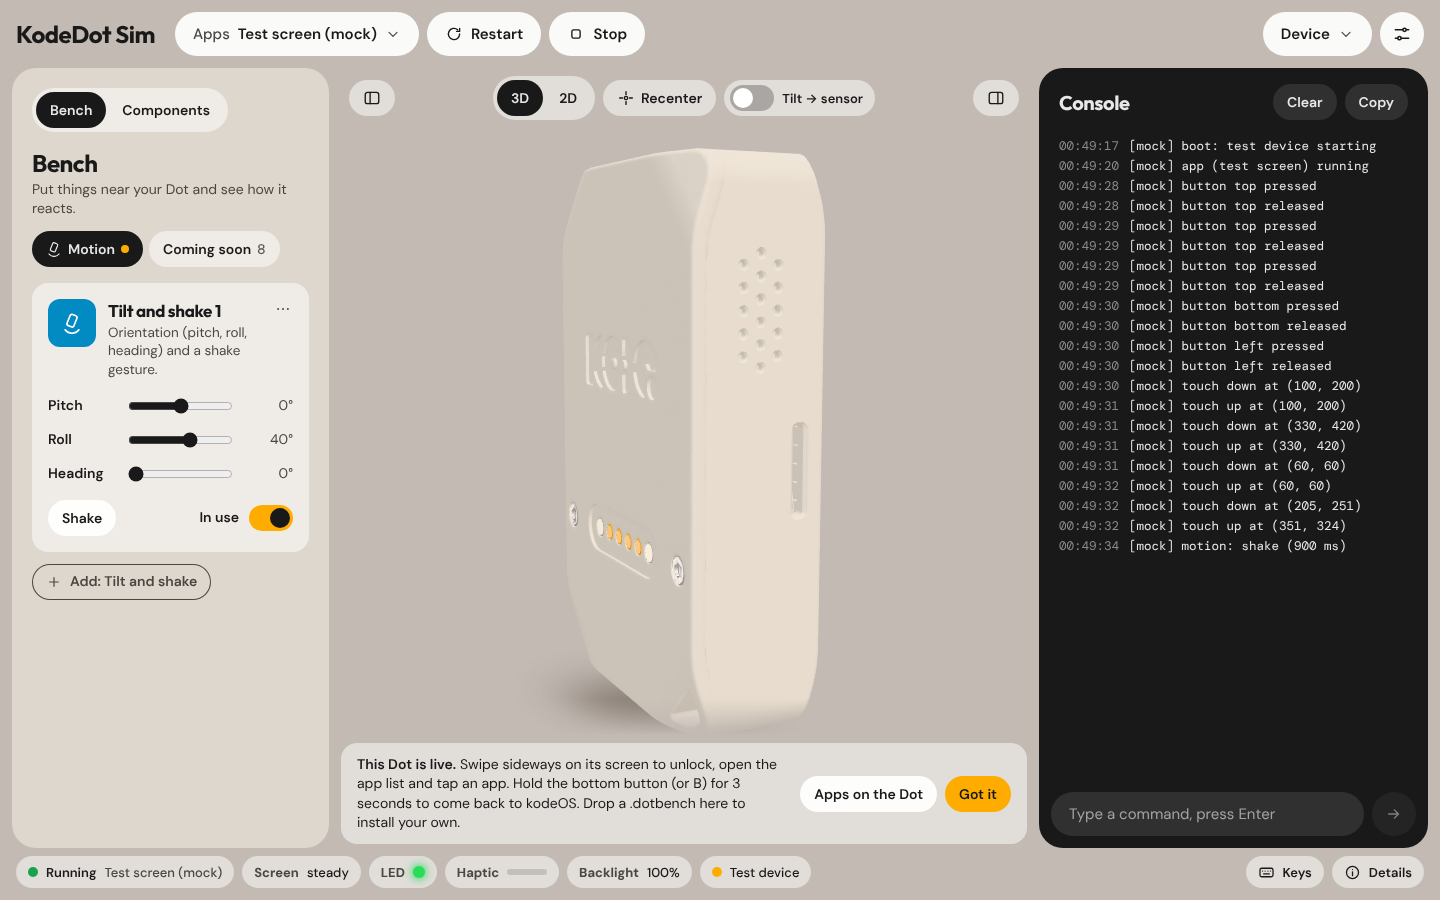 KodeDot Sim
Apps Test screen (mock)
Restart
Stop
Device
Bench
Components
Bench
Put things near your Dot and see how it
reacts.
Motion
Coming soon 8
Tilt and shake 1
Orientation (pitch, roll,
heading) and a shake
gesture.
Pitch 0°
Roll 40°
Heading 0°
Shake
In use
Add: Tilt and shake
3D
2D
Recenter
Tilt → sensor
This Dot is live. Swipe sideways on its screen to unlock, open the
app list and tap an app. Hold the bottom button (or B) for 3
seconds to come back to kodeOS. Drop a .dotbench here to
install your own.
Apps on the Dot
Got it
Console
Clear
Copy
00:49:17 [mock] boot: test device starting
00:49:20 [mock] app (test screen) running
00:49:28 [mock] button top pressed
00:49:28 [mock] button top released
00:49:29 [mock] button top pressed
00:49:29 [mock] button top released
00:49:29 [mock] button top pressed
00:49:29 [mock] button top released
00:49:30 [mock] button bottom pressed
00:49:30 [mock] button bottom released
00:49:30 [mock] button left pressed
00:49:30 [mock] button left released
00:49:30 [mock] touch down at (100, 200)
00:49:31 [mock] touch up at (100, 200)
00:49:31 [mock] touch down at (330, 420)
00:49:31 [mock] touch up at (330, 420)
00:49:31 [mock] touch down at (60, 60)
00:49:32 [mock] touch up at (60, 60)
00:49:32 [mock] touch down at (205, 251)
00:49:32 [mock] touch up at (351, 324)
00:49:34 [mock] motion: shake (900 ms)
Type a command, press Enter
Running Test screen (mock)
Screen steady
LED
Haptic
Backlight 100%
Test device
Keys
Details